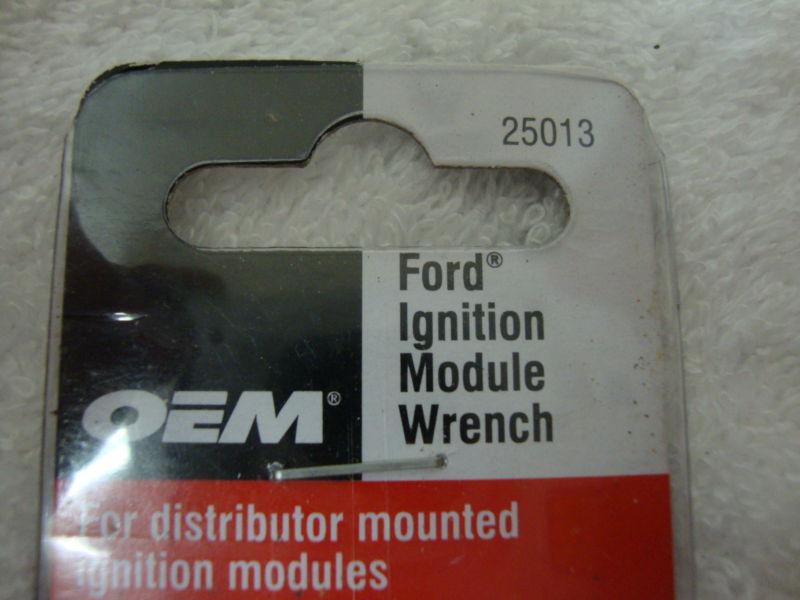 25013
Ford®
Ignition
Module
Wrench
OEM®
For distributor mounted
ignition modules